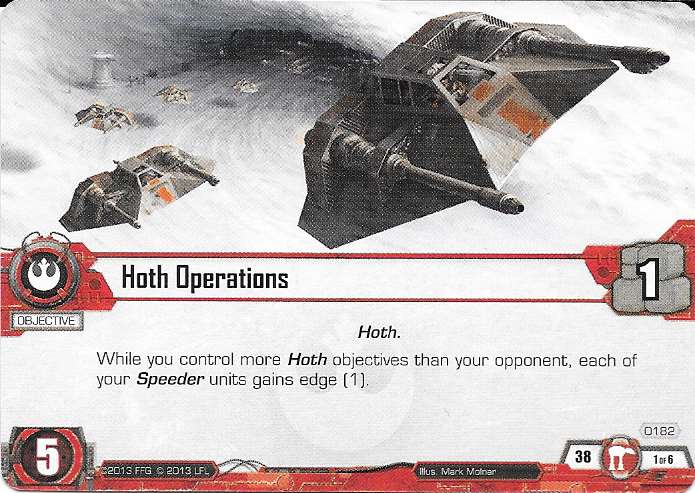 Hoth Operations
1
OBJECTIVE
Hoth.
While you control more Hoth objectives than your opponent, each of
your Speeder units gains edge (1).
0182
5
©2013 FFG © 2013 LFL
Illus. Mark Molnar
38
1 OF 6